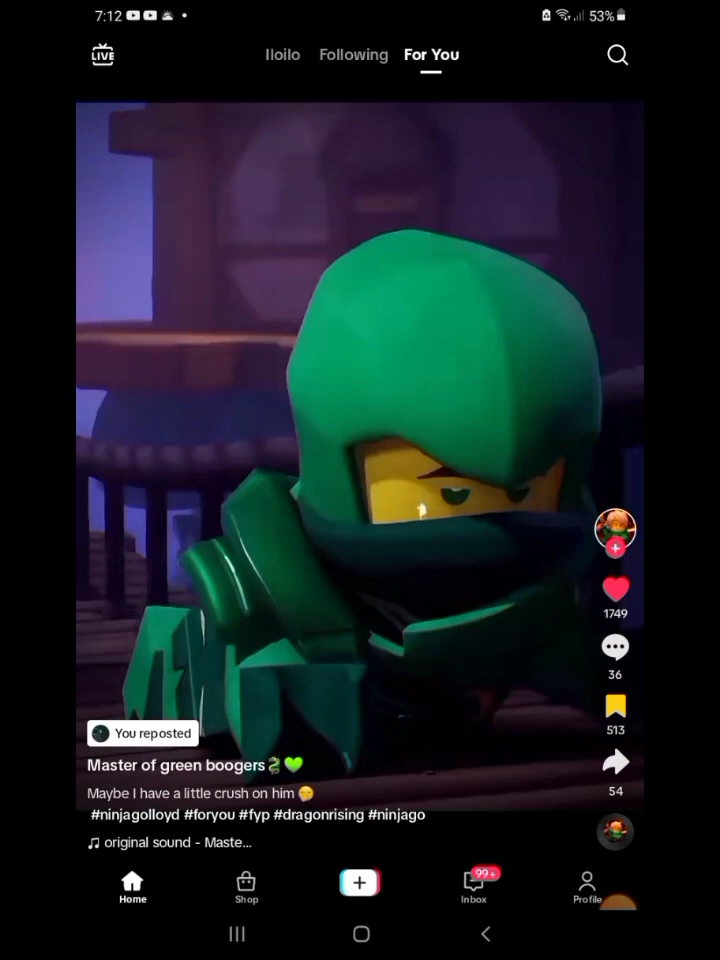 7:12
53%
LIVE
Iloilo Following For You
1749
36
513
54
You reposted
Master of green boogers🐉💚
Maybe I have a little crush on him 🤭
#ninjagolloyd #foryou #fyp #dragonrising #ninjago
original sound - Maste...
99+
Home Shop Inbox Profile